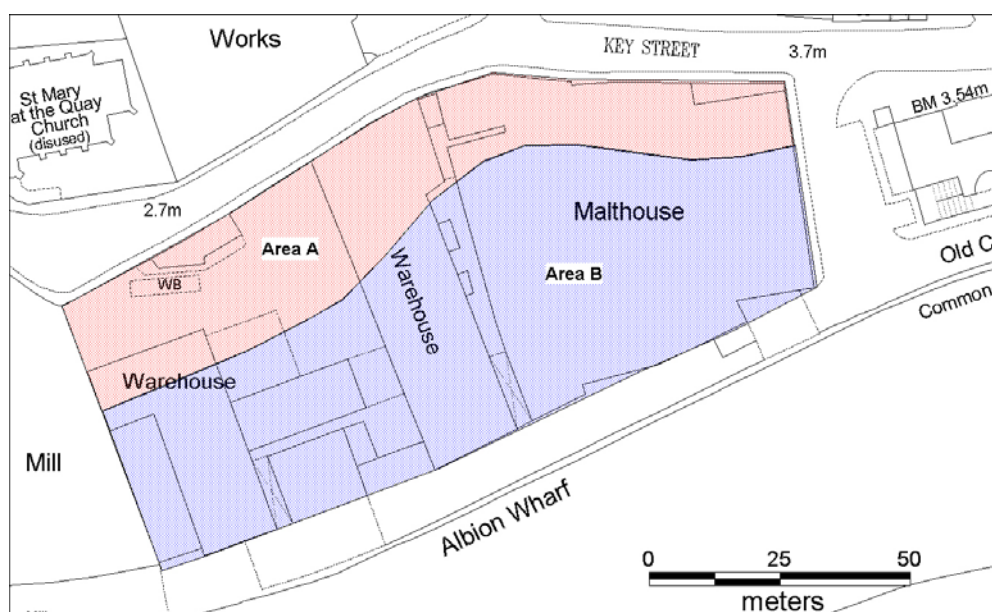 Works
KEY STREET
3.7m
St Mary
at the Quay
Church
(disused)
BM 3.54m
2.7m
Malthouse
Area A
Area B
Old C
WB
Warehouse
Common
Warehouse
Mill
Albion Wharf
0 25 50
meters